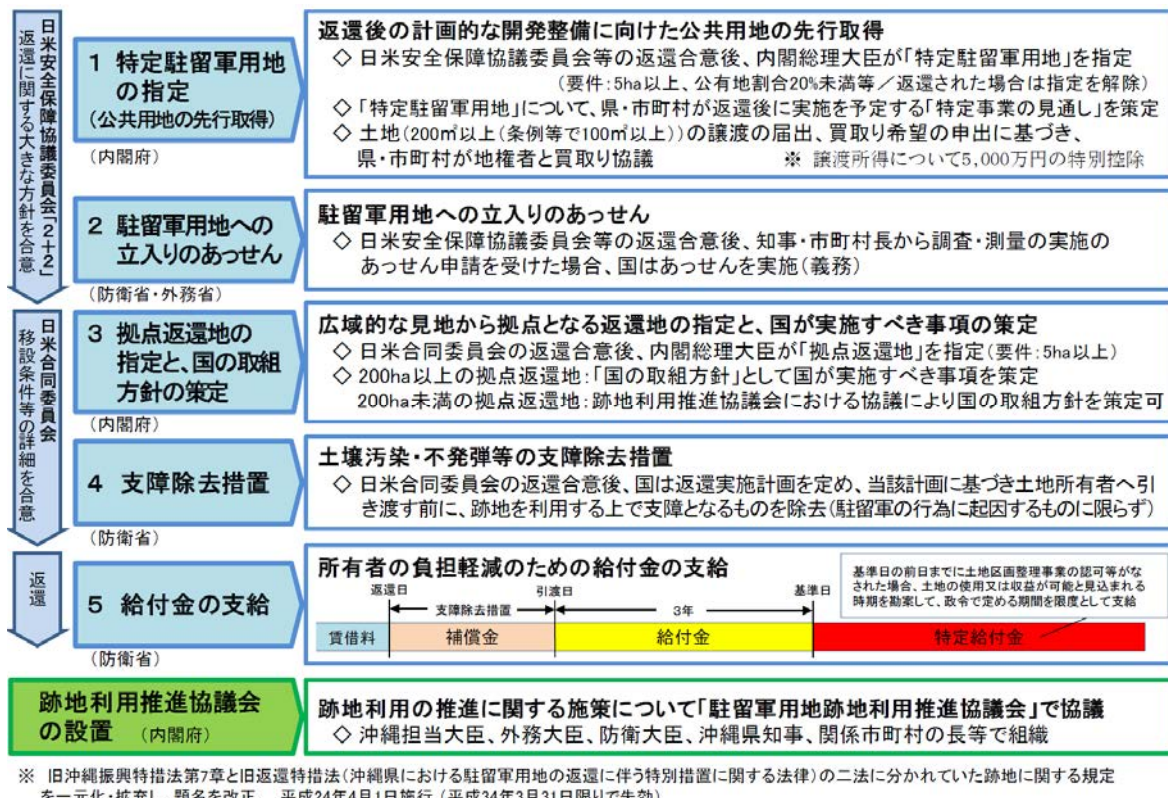 日米安全保障協議委員会「2+2」
返還に関する大きな方針を合意
1 特定駐留軍用地
の指定
(公共用地の先行取得)
(内閣府)
返還後の計画的な開発整備に向けた公共用地の先行取得
◇ 日米安全保障協議委員会等の返還合意後、内閣総理大臣が「特定駐留軍用地」を指定
(要件:5ha以上、公有地割合20%未満等/返還された場合は指定を解除)
◇ 「特定駐留軍用地」について、県・市町村が返還後に実施を予定する「特定事業の見通し」を策定
◇ 土地(200㎡以上(条例等で100㎡以上))の譲渡の届出、買取り希望の申出に基づき、
県・市町村が地権者と買取り協議 ※ 譲渡所得について5,000万円の特別控除
2 駐留軍用地への
立入りのあっせん
(防衛省・外務省)
駐留軍用地への立入りのあっせん
◇ 日米安全保障協議委員会等の返還合意後、知事・市町村長から調査・測量の実施の
あっせん申請を受けた場合、国はあっせんを実施(義務)
日米合同委員会
移設条件等の詳細を合意
3 拠点返還地の
指定と、国の取組
方針の策定
(内閣府)
広域的な見地から拠点となる返還地の指定と、国が実施すべき事項の策定
◇ 日米合同委員会の返還合意後、内閣総理大臣が「拠点返還地」を指定(要件:5ha以上)
◇ 200ha以上の拠点返還地:「国の取組方針」として国が実施すべき事項を策定
200ha未満の拠点返還地:跡地利用推進協議会における協議により国の取組方針を策定可
4 支障除去措置
(防衛省)
土壌汚染・不発弾等の支障除去措置
◇ 日米合同委員会の返還合意後、国は返還実施計画を定め、当該計画に基づき土地所有者へ引
き渡す前に、跡地を利用する上で支障となるものを除去(駐留軍の行為に起因するものに限らず)
返還
5 給付金の支給
(防衛省)
所有者の負担軽減のための給付金の支給
返還日 引渡日 基準日
支障除去措置 3年
賃借料 補償金 給付金 特定給付金
基準日の前日までに土地区画整理事業の認可等がな
された場合、土地の使用又は収益が可能と見込まれる
時期を勘案して、政令で定める期間を限度として支給
跡地利用推進協議会
の設置 (内閣府)
跡地利用の推進に関する施策について「駐留軍用地跡地利用推進協議会」で協議
◇ 沖縄担当大臣、外務大臣、防衛大臣、沖縄県知事、関係市町村の長等で組織
※ 旧沖縄振興特措法第7章と旧返還特措法(沖縄県における駐留軍用地の返還に伴う特別措置に関する法律)の二法に分かれていた跡地に関する規定
を一元化・拡充し、題名を改正。 平成24年4月1日施行(平成34年3月31日限りで失効)